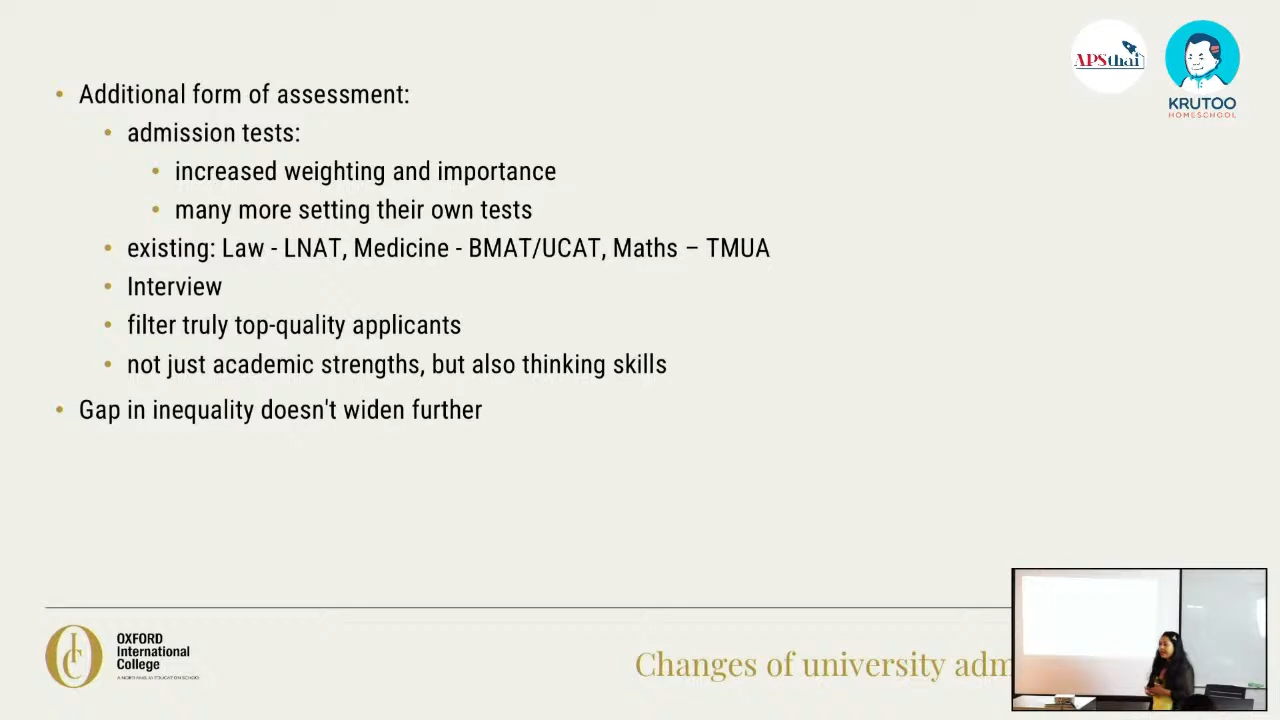 APSthai
KRUTOO
HOMESCHOOL
• Additional form of assessment:
• admission tests:
• increased weighting and importance
• many more setting their own tests
• existing: Law - LNAT, Medicine - BMAT/UCAT, Maths – TMUA
• Interview
• filter truly top-quality applicants
• not just academic strengths, but also thinking skills
• Gap in inequality doesn't widen further
OXFORD
International
College
Changes of university adm